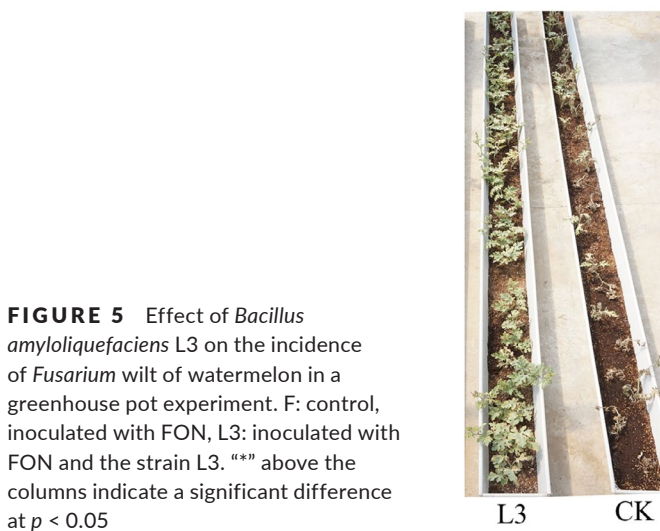 FIGURE 5 Effect of Bacillus
amyloliquefaciens L3 on the incidence
of Fusarium wilt of watermelon in a
greenhouse pot experiment. F: control,
inoculated with FON, L3: inoculated with
FON and the strain L3. “*” above the
columns indicate a significant difference
at p < 0.05
L3 CK